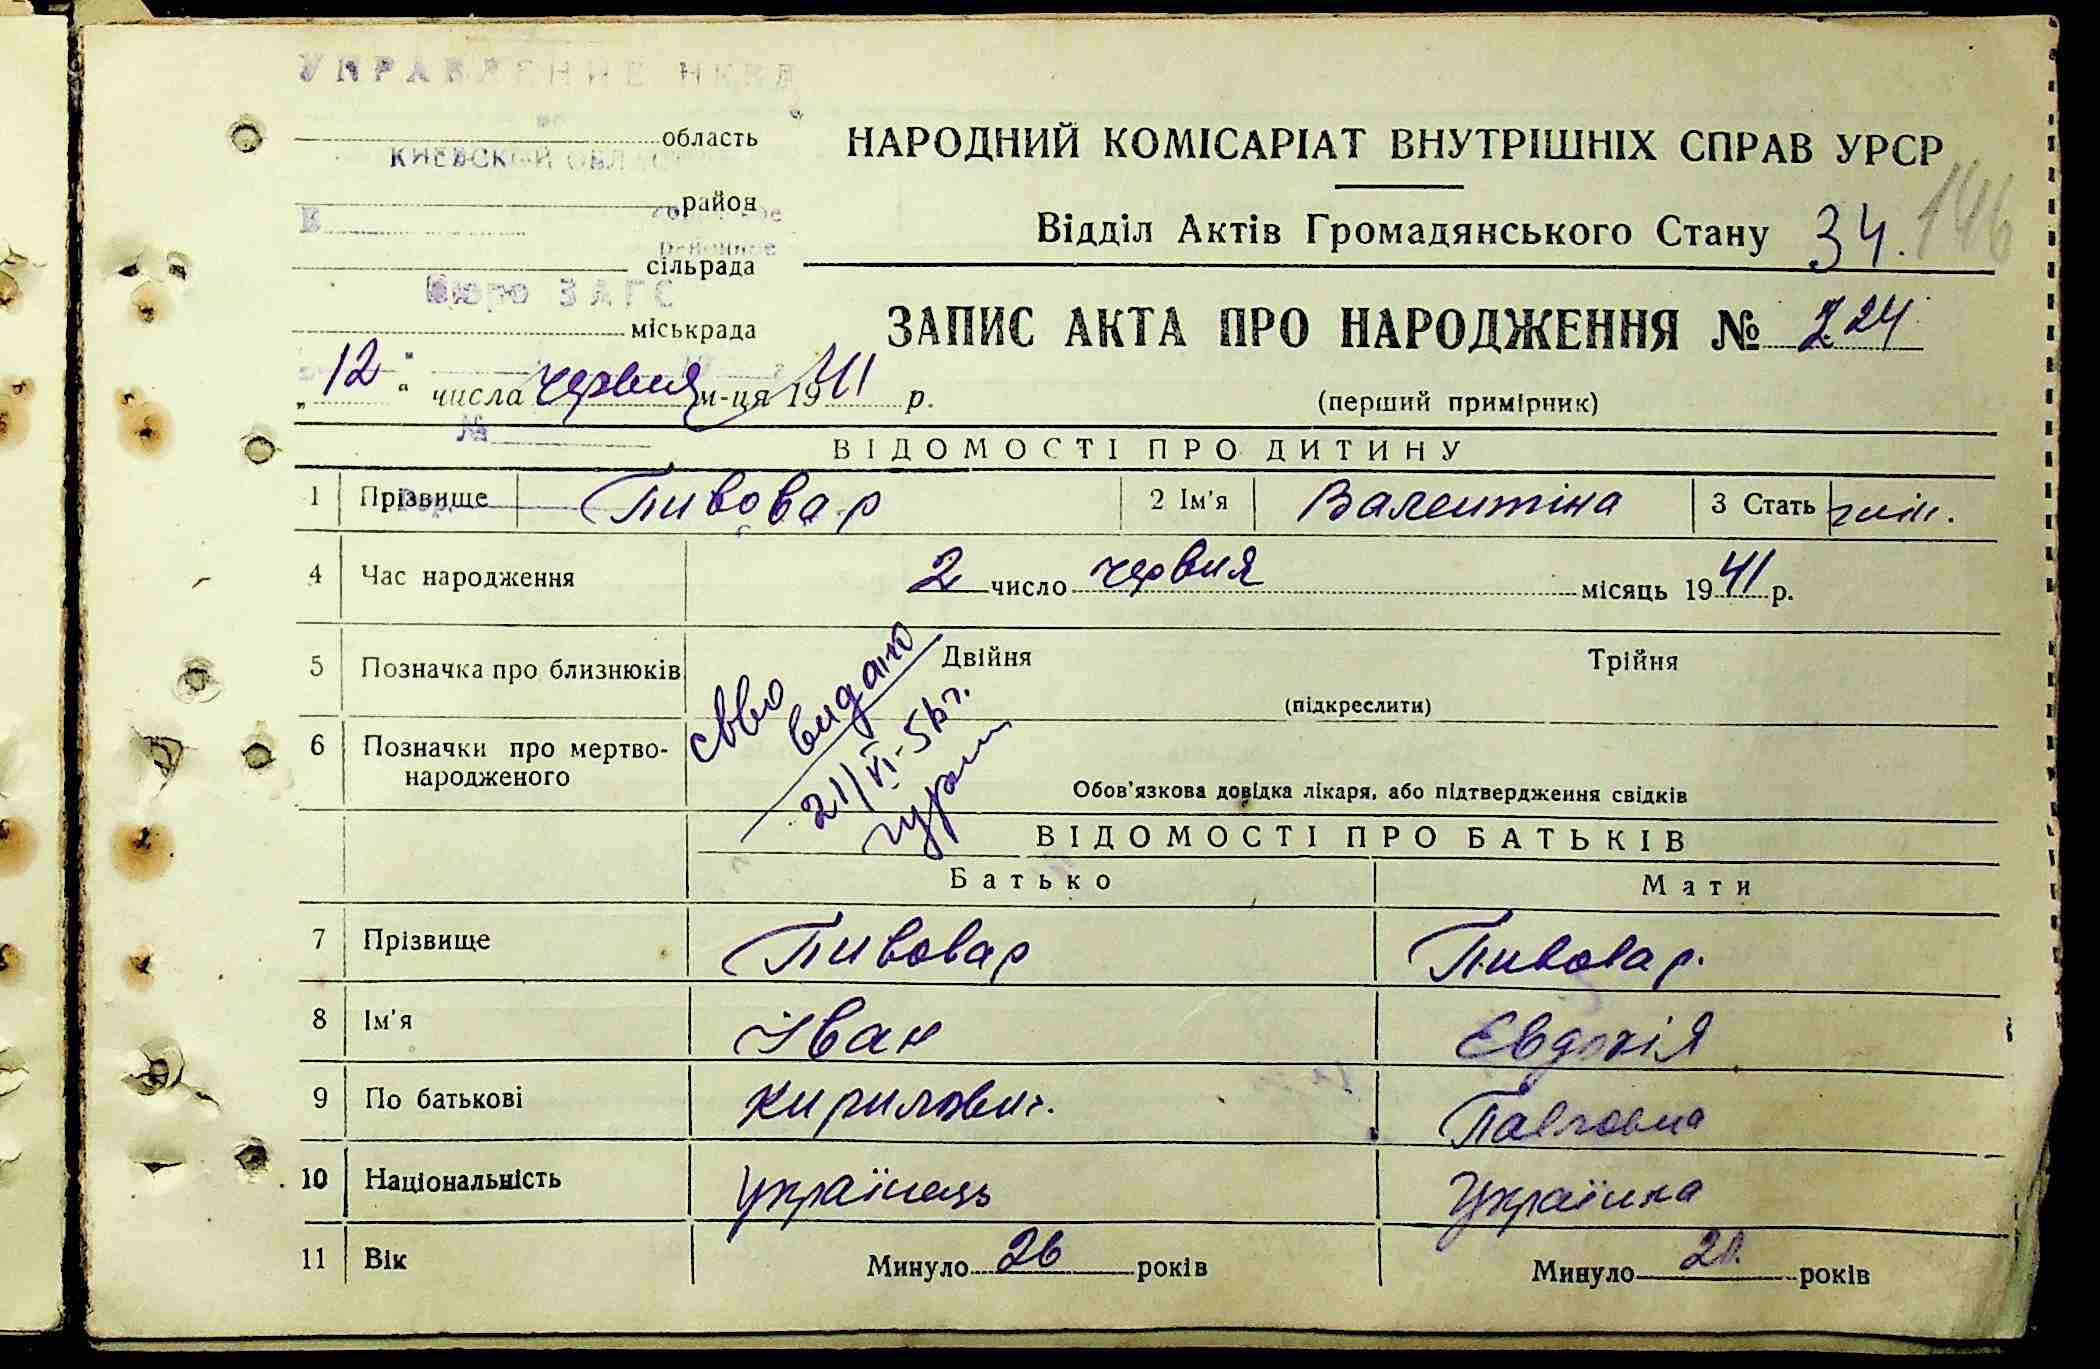 УПРАВЛЕНИЕ НКВД
по
область
КИЕВСКОЙ ОБЛ
район
сільрада
Бюро ЗАГС
міськрада
„ 12 “ числа червня м-ця 1941 р.
№
НАРОДНИЙ КОМІСАРІАТ ВНУТРІШНІХ СПРАВ УРСР
146
Відділ Актів Громадянського Стану 34.
ЗАПИС АКТА ПРО НАРОДЖЕННЯ № 224
(перший примірник)
ВІДОМОСТІ ПРО ДИТИНУ
1 Прізвище Пивовар 2 Ім'я Валентіна 3 Стать
4 Час народження 2 число червня місяць 1941 р.
5 Позначка про близнюків Двійня Трійня
(підкреслити)
6 Позначки про мертво-
народженого
Обов'язкова довідка лікаря, або підтвердження свідків
видано
21/VI-56г.
ВІДОМОСТІ ПРО БАТЬКІВ
Батько Мати
7 Прізвище Пивовар Пивовар.
8 Ім'я Іван Євдокія
9 По батькові Кирилович. Павловна
10 Національність українець Українка
11 Вік Минуло 26 років Минуло років